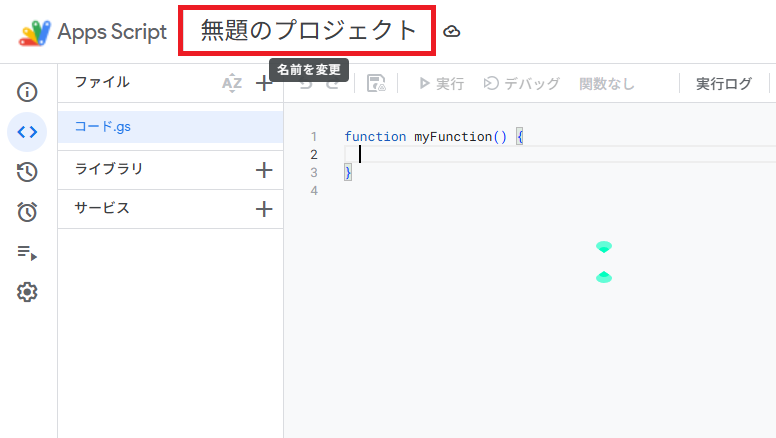 Apps Script 無題のプロジェクト
名前を変更
ファイル
実行 デバッグ 関数なし 実行ログ
コード.gs
ライブラリ
サービス
1 function myFunction() {
2
3 }
4